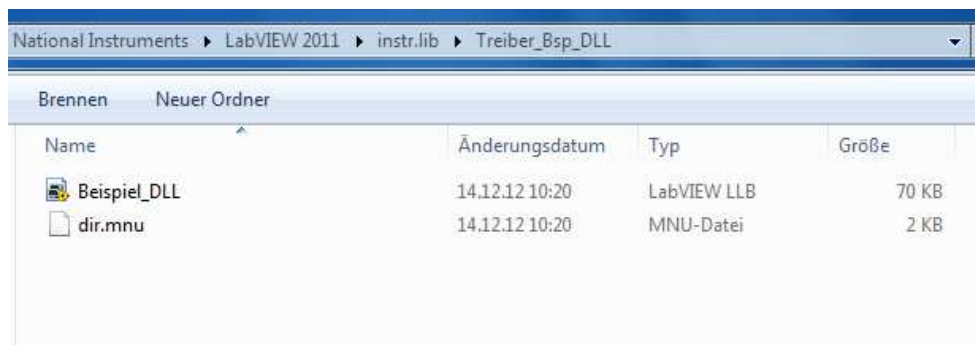 National Instruments ▸ LabVIEW 2011 ▸ instr.lib ▸ Treiber_Bsp_DLL
Brennen Neuer Ordner
Name Änderungsdatum Typ Größe
Beispiel_DLL 14.12.12 10:20 LabVIEW LLB 70 KB
dir.mnu 14.12.12 10:20 MNU-Datei 2 KB